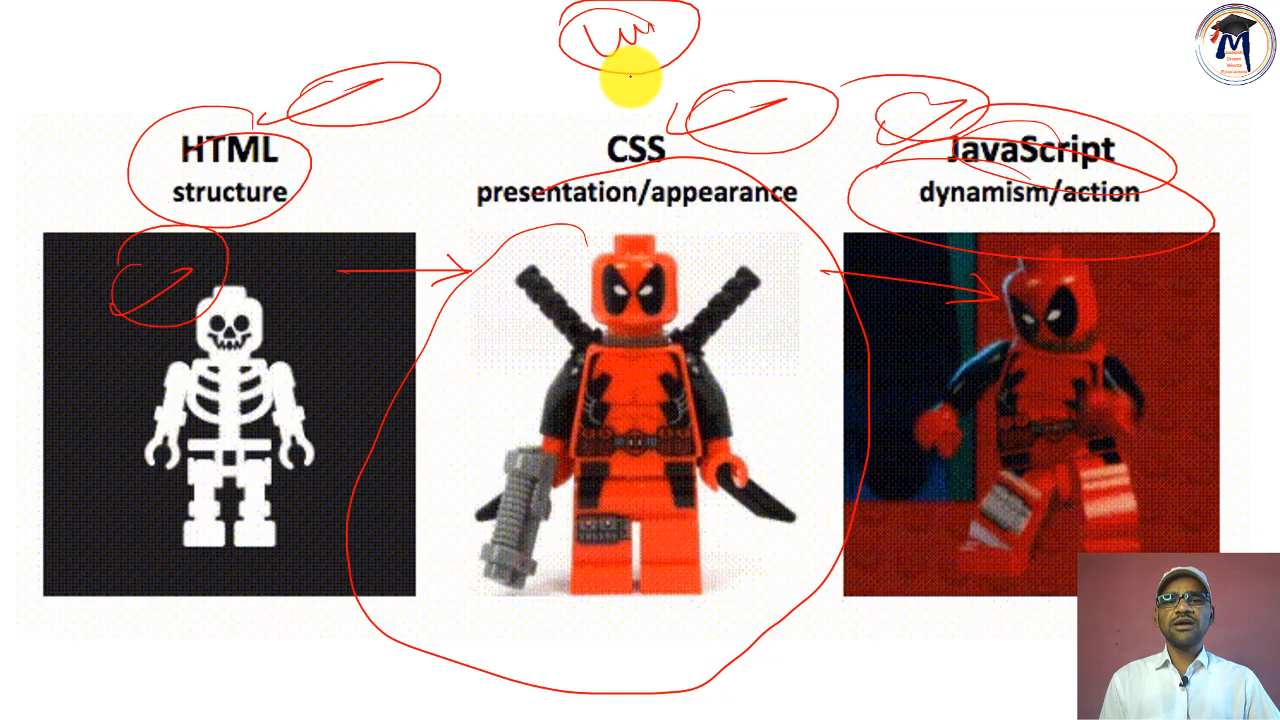 HTML
structure
CSS
presentation/appearance
JavaScript
dynamism/action
M